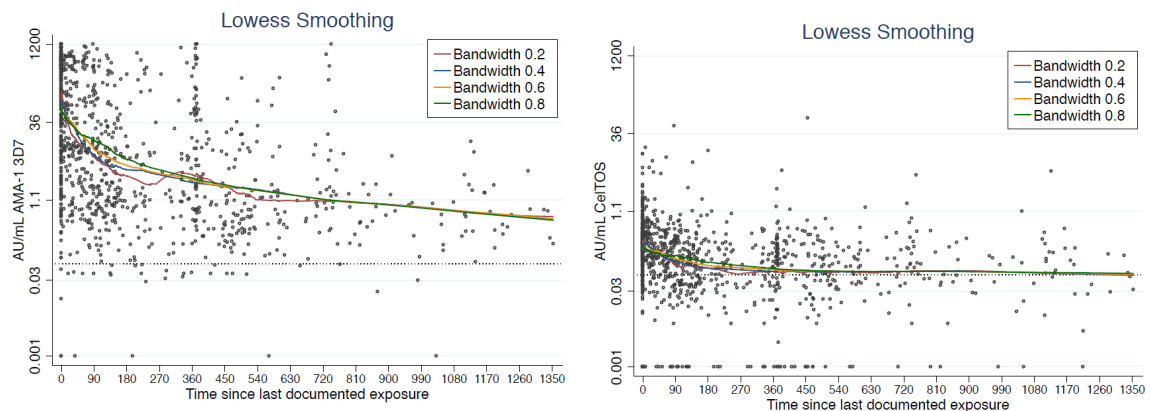 Lowess Smoothing
1200
36
1.1
0.03
0.001
AU/mL AMA-1 3D7
Bandwidth 0.2
Bandwidth 0.4
Bandwidth 0.6
Bandwidth 0.8
0 90 180 270 360 450 540 630 720 810 900 990 1080 1170 1260 1350
Time since last documented exposure
Lowess Smoothing
1200
36
1.1
0.03
0.001
AU/mL CelTOS
Bandwidth 0.2
Bandwidth 0.4
Bandwidth 0.6
Bandwidth 0.8
0 90 180 270 360 450 540 630 720 810 900 990 1080 1170 1260 1350
Time since last documented exposure